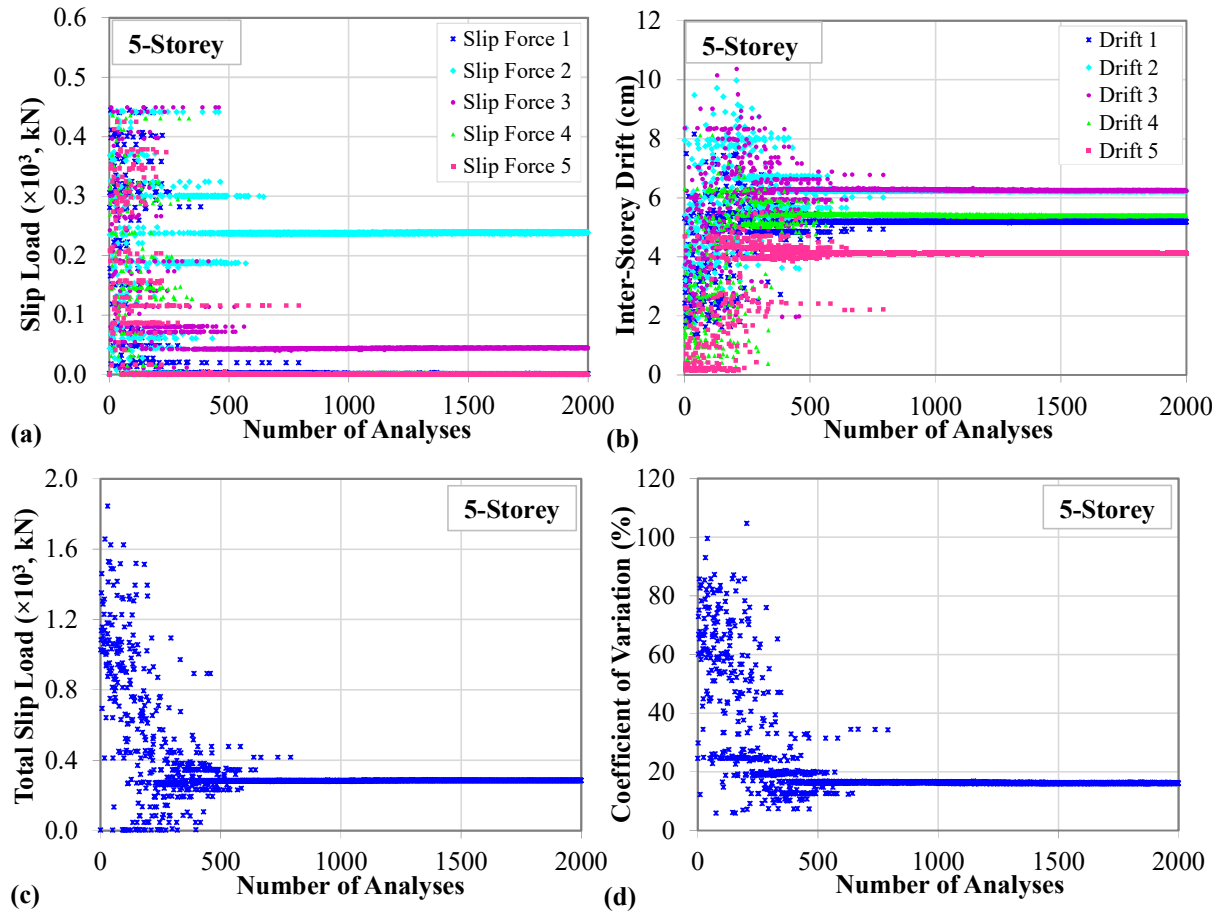 0.6
0.5
0.4
0.3
0.2
0.1
0.0
Slip Load (×10³, kN)
5-Storey
Slip Force 1
Slip Force 2
Slip Force 3
Slip Force 4
Slip Force 5
0 500 1000 1500 2000
(a)
Number of Analyses
12
10
8
6
4
2
0
Inter-Storey Drift (cm)
5-Storey
Drift 1
Drift 2
Drift 3
Drift 4
Drift 5
0 500 1000 1500 2000
(b)
Number of Analyses
2.0
1.6
1.2
0.8
0.4
0.0
Total Slip Load (×10³, kN)
5-Storey
0 500 1000 1500 2000
(c)
Number of Analyses
120
100
80
60
40
20
0
Coefficient of Variation (%)
5-Storey
0 500 1000 1500 2000
(d)
Number of Analyses